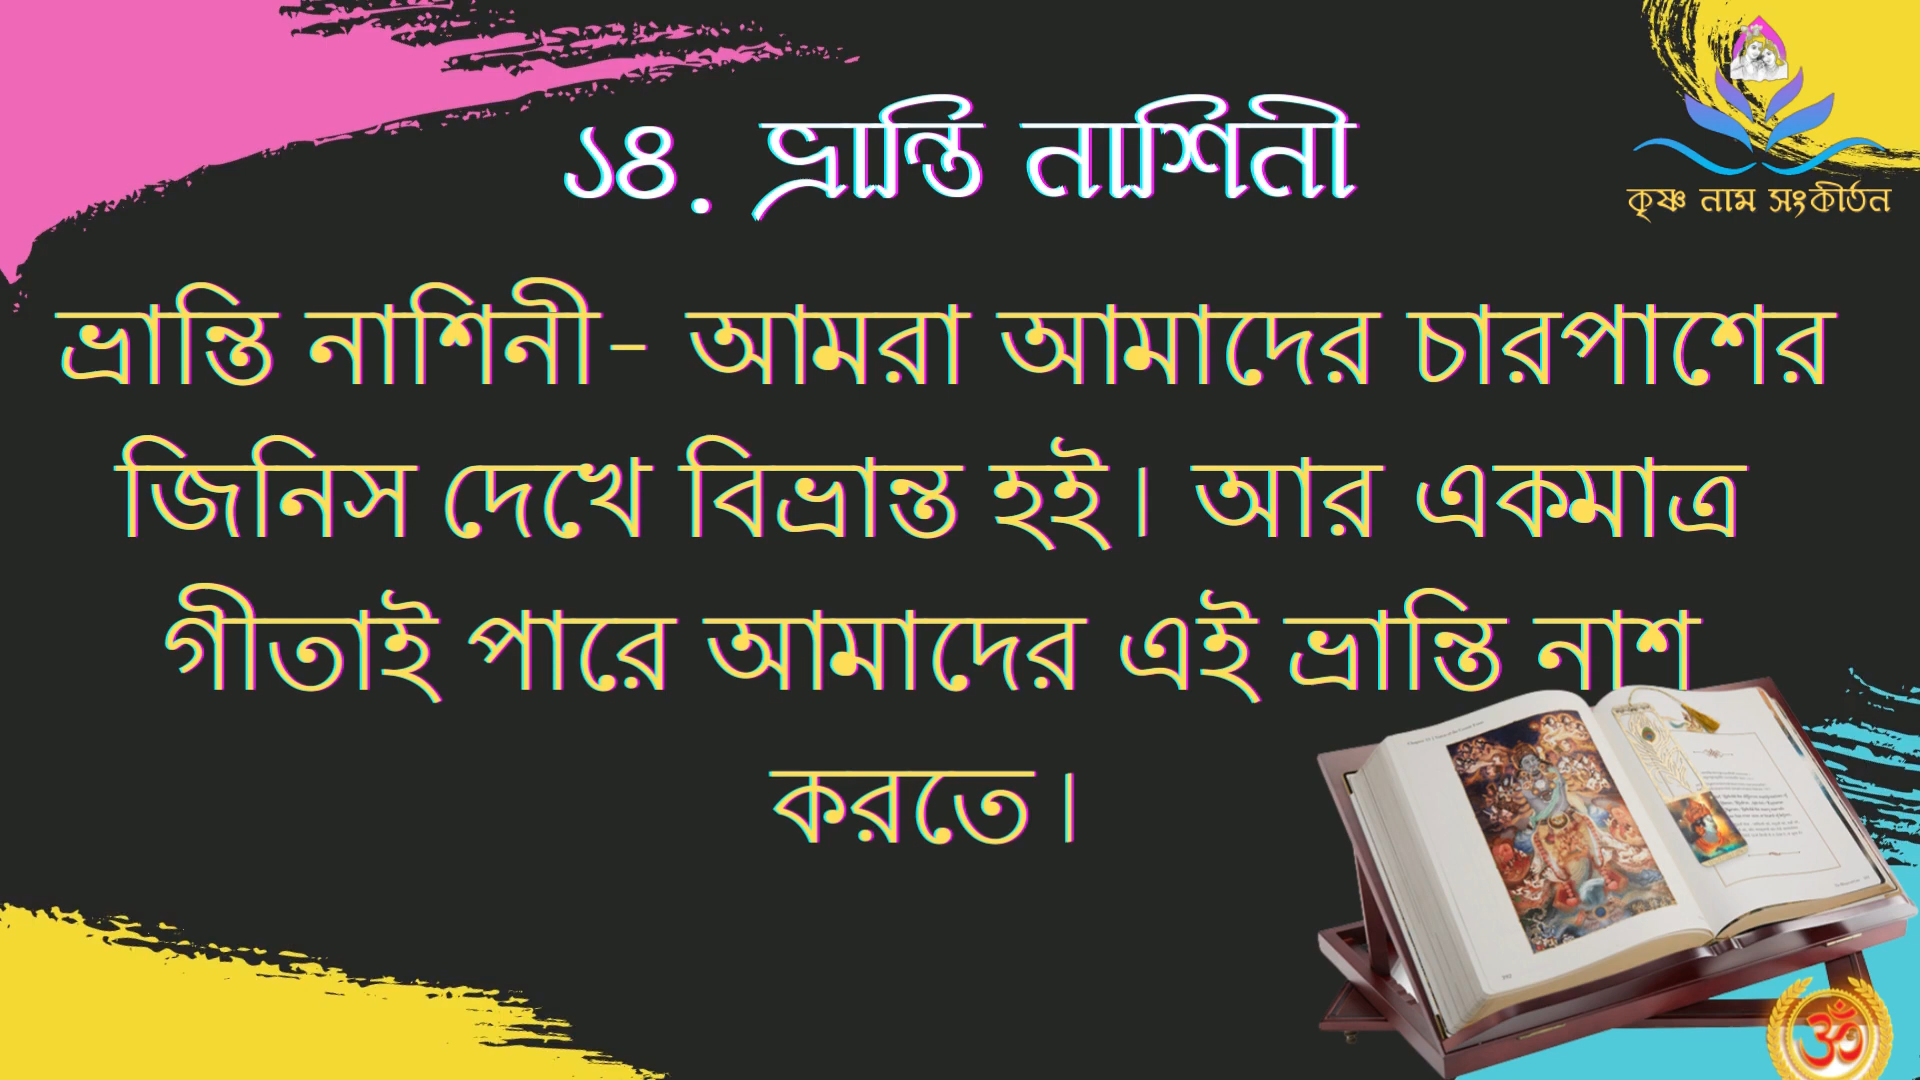 ১৪. ভ্রান্তি নাশিনী
কৃষ্ণ নাম সংকীর্তন
ভ্রান্তি নাশিনী- আমরা আমাদের চারপাশের
জিনিস দেখে বিভ্রান্ত হই। আর একমাত্র
গীতাই পারে আমাদের এই ভ্রান্তি নাশ
করতে।
ॐ